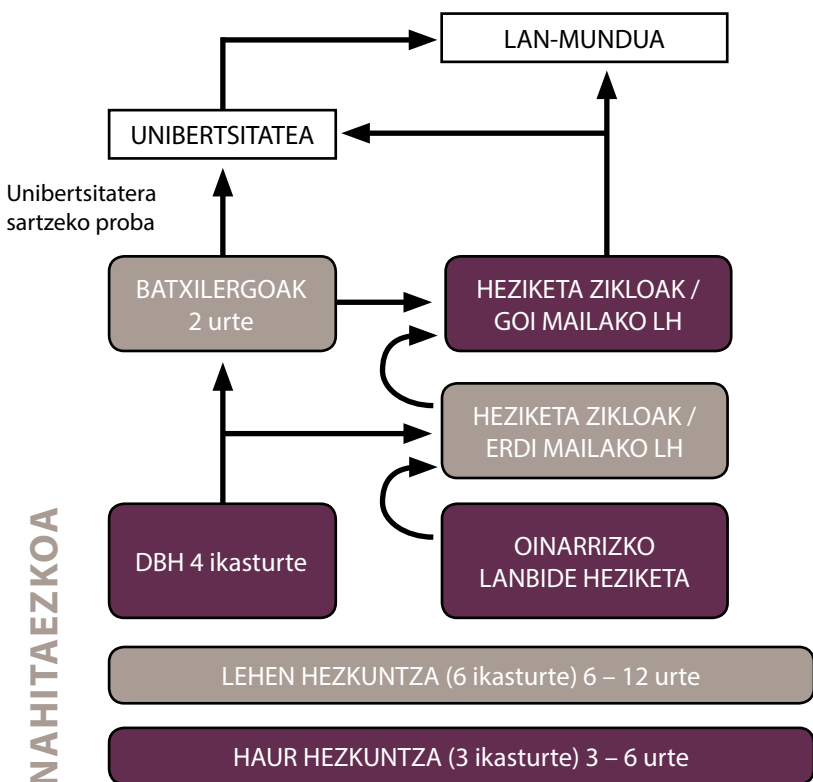 LAN-MUNDUA
UNIBERTSITATEA
Unibertsitatera
sartzeko proba
BATXILERGOAK
2 urte
HEZIKETA ZIKLOAK /
GOI MAILAKO LH
HEZIKETA ZIKLOAK /
ERDI MAILAKO LH
DBH 4 ikasturte
OINARRIZKO
LANBIDE HEZIKETA
NAHITAEZKOA
LEHEN HEZKUNTZA (6 ikasturte) 6 – 12 urte
HAUR HEZKUNTZA (3 ikasturte) 3 – 6 urte